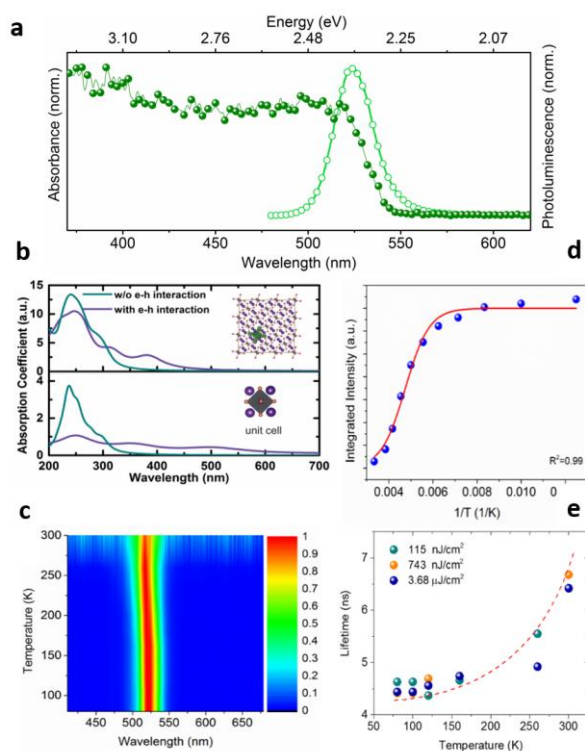 a
Energy (eV)
3.10 2.76 2.48 2.25 2.07
Absorbance (norm.)
Photoluminescence (norm.)
400 450 500 550 600
Wavelength (nm)
b
Absorption Coefficient (a.u.)
15
10
5
0
w/o e-h interaction
with e-h interaction
4
2
0
unit cell
200 300 400 500 600 700
Wavelength (nm)
d
Integrated Intensity (a.u.)
R²=0.99
0.004 0.006 0.008 0.010 0
1/T (1/K)
c
Temperature (K)
300
250
200
150
100
450 500 550 600 650
Wavelength (nm)
1
0.9
0.8
0.7
0.6
0.5
0.4
0.3
0.2
0.1
0
e
Lifetime (ns)
7
6
5
4
115 nJ/cm²
743 nJ/cm²
3.68 μJ/cm²
50 100 150 200 250 300
Temperature (K)